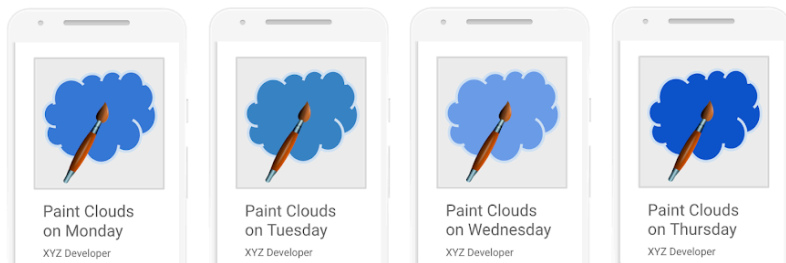 Paint Clouds
on Monday
XYZ Developer
Paint Clouds
on Tuesday
XYZ Developer
Paint Clouds
on Wednesday
XYZ Developer
Paint Clouds
on Thursday
XYZ Developer